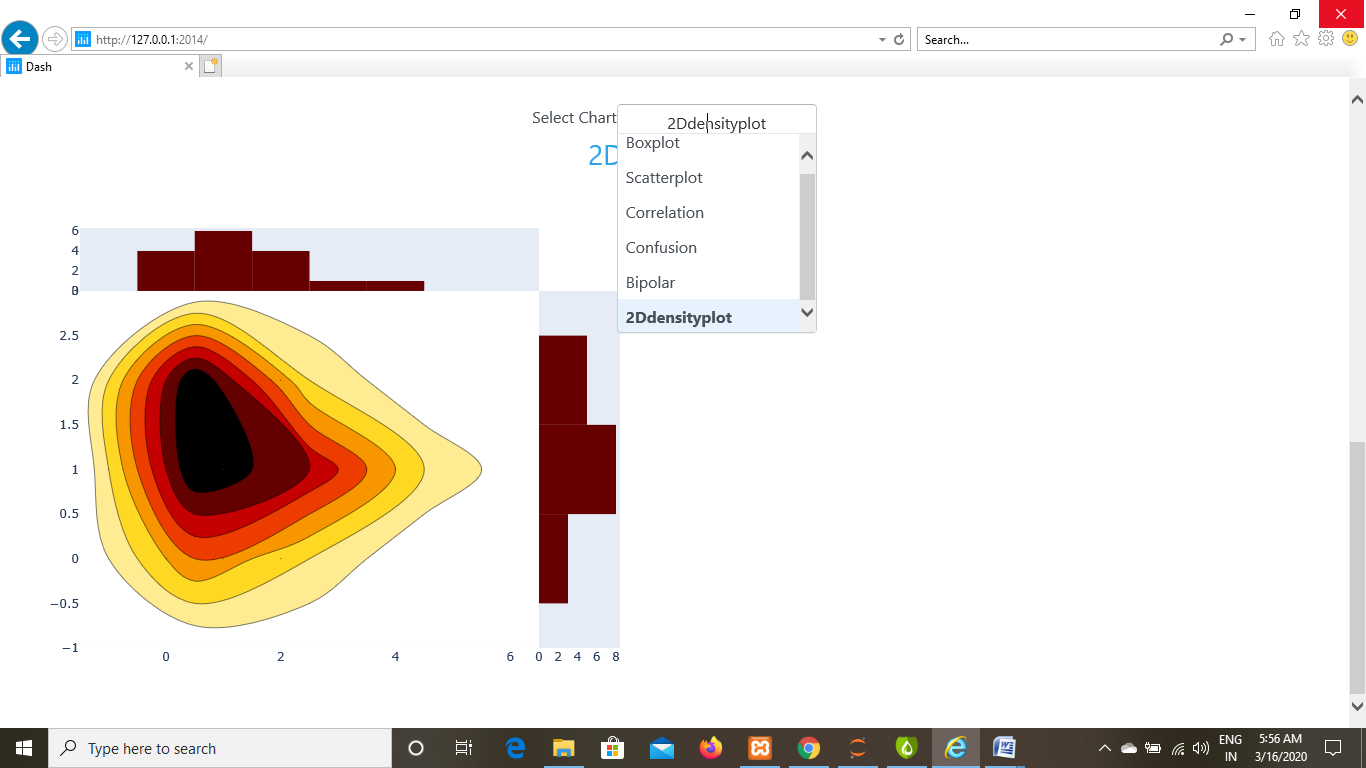 http://127.0.0.1:2014/
Search...
Dash
Select Chart
2Ddensityplot
2D
Boxplot
Scatterplot
Correlation
Confusion
Bipolar
2Ddensityplot
6
4
2
0
3
2.5
2
1.5
1
0.5
0
−0.5
−1
0 2 4 6 0 2 4 6 8
Type here to search
ENG
IN
5:56 AM
3/16/2020